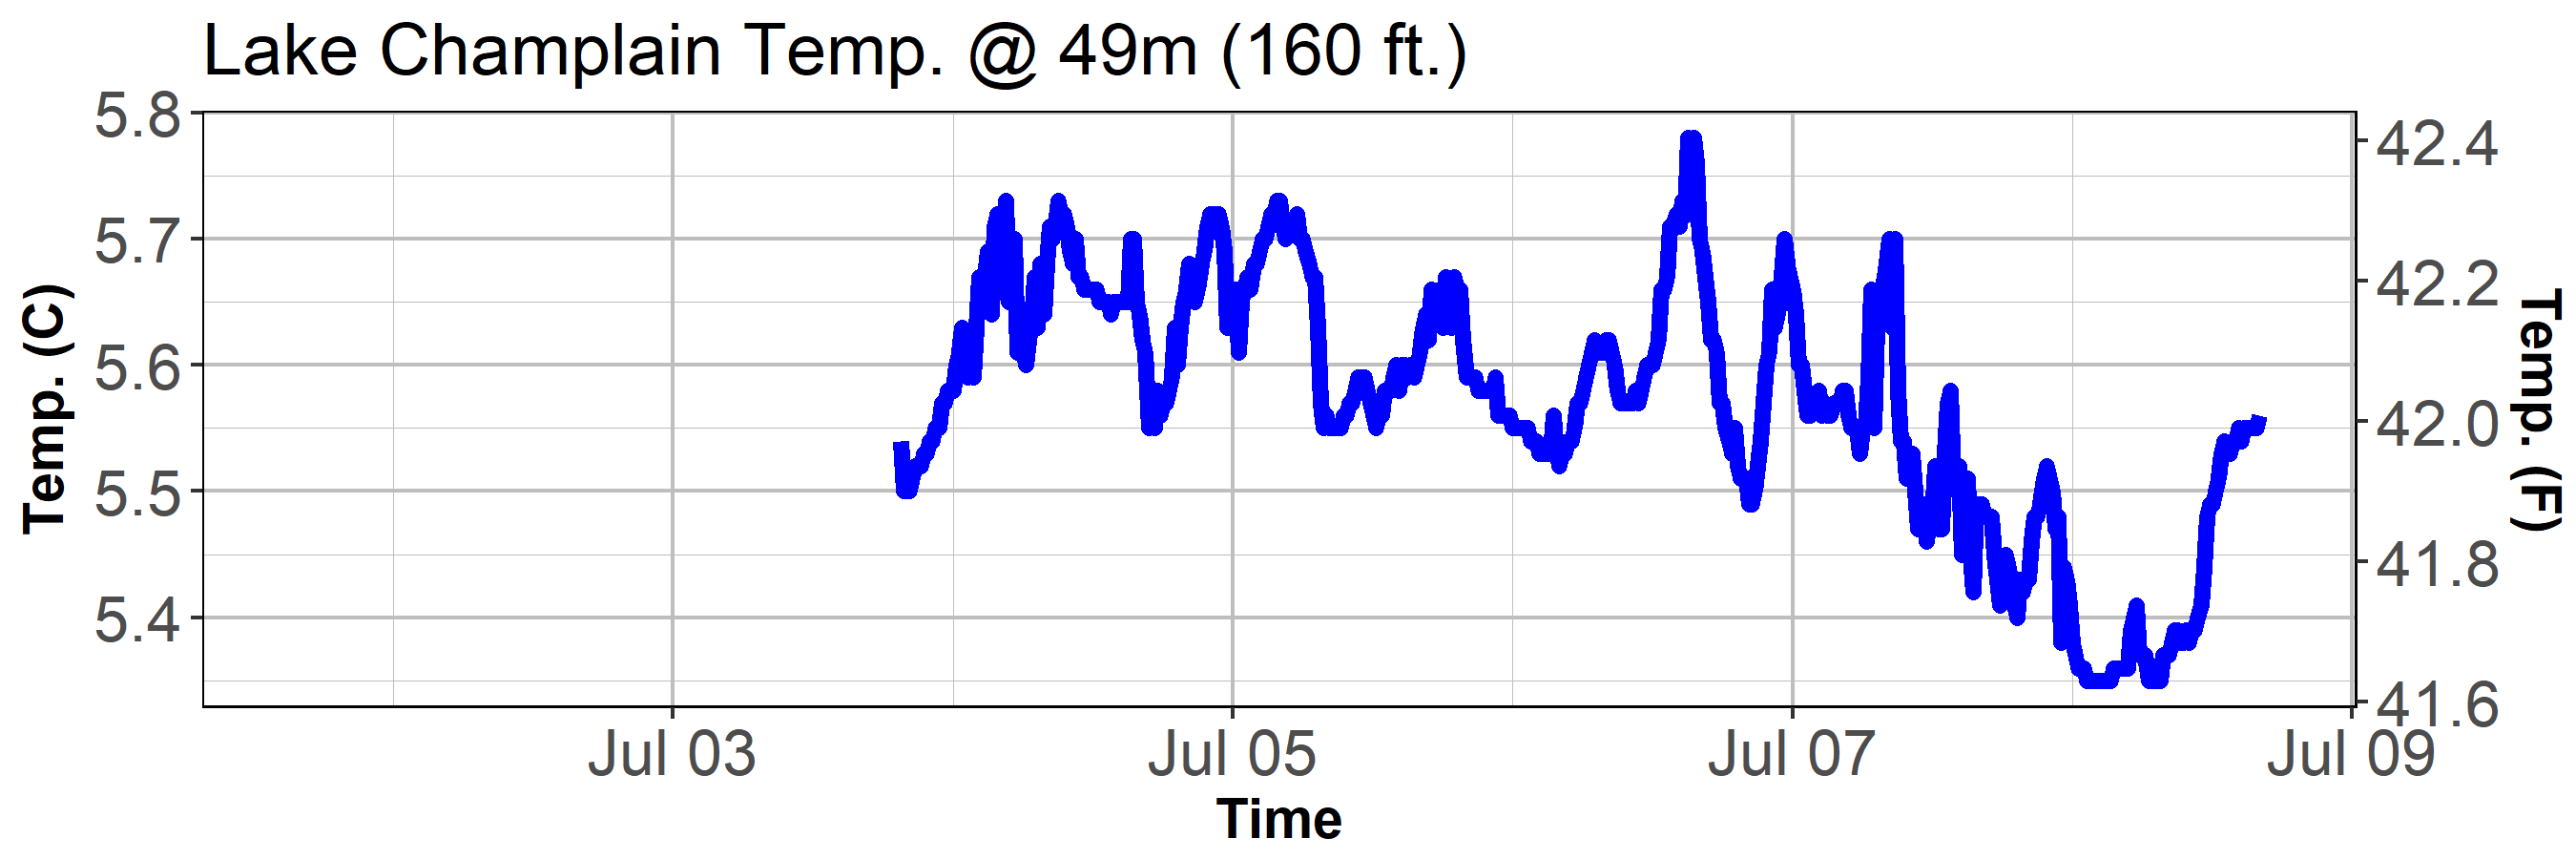 Lake Champlain Temp. @ 49m (160 ft.)
5.8
5.7
5.6
5.5
5.4
Temp. (C)
42.4
42.2
42.0
41.8
41.6
Temp. (F)
Jul 03 Jul 05 Jul 07 Jul 09
Time